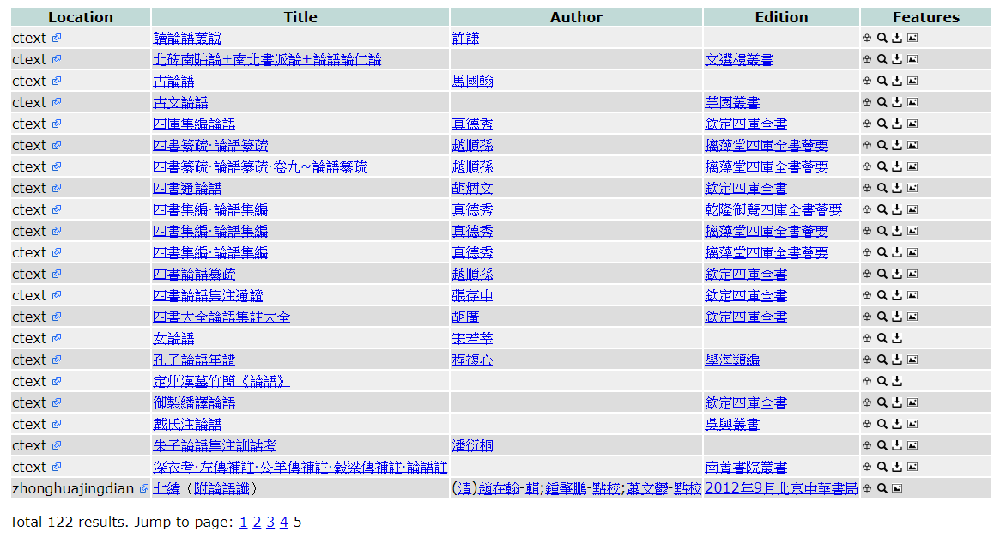 Location Title Author Edition Features
ctext 讀論語叢說 許謙
ctext 北碑南貼論+南北書派論+論語論仁論 文選樓叢書
ctext 古論語 馬國翰
ctext 古文論語 芋園叢書
ctext 四庫集編論語 真德秀 欽定四庫全書
ctext 四書纂疏·論語纂疏 趙順孫 摛藻堂四庫全書薈要
ctext 四書纂疏·論語纂疏·卷九~論語纂疏 趙順孫 摛藻堂四庫全書薈要
ctext 四書通論語 胡炳文 欽定四庫全書
ctext 四書集編·論語集編 真德秀 乾隆御覽四庫全書薈要
ctext 四書集編·論語集編 真德秀 摛藻堂四庫全書薈要
ctext 四書集編·論語集編 真德秀 摛藻堂四庫全書薈要
ctext 四書論語纂疏 趙順孫 欽定四庫全書
ctext 四書論語集注通證 張存中 欽定四庫全書
ctext 四書大全論語集註大全 胡廣 欽定四庫全書
ctext 女論語 宋若莘
ctext 孔子論語年譜 程複心 學海類編
ctext 定州漢墓竹簡《論語》
ctext 御製繙譯論語 欽定四庫全書
ctext 戴氏注論語 吳興叢書
ctext 朱子論語集注訓詁考 潘衍桐
ctext 深衣考·左傳補註·公羊傳補註·穀梁傳補註·論語註 南菁書院叢書
zhonghuajingdian 七緯（附論語讖） (清)趙在翰-輯;鍾肇鵬-點校;蕭文鬱-點校 2012年9月北京中華書局
Total 122 results. Jump to page: 1 2 3 4 5